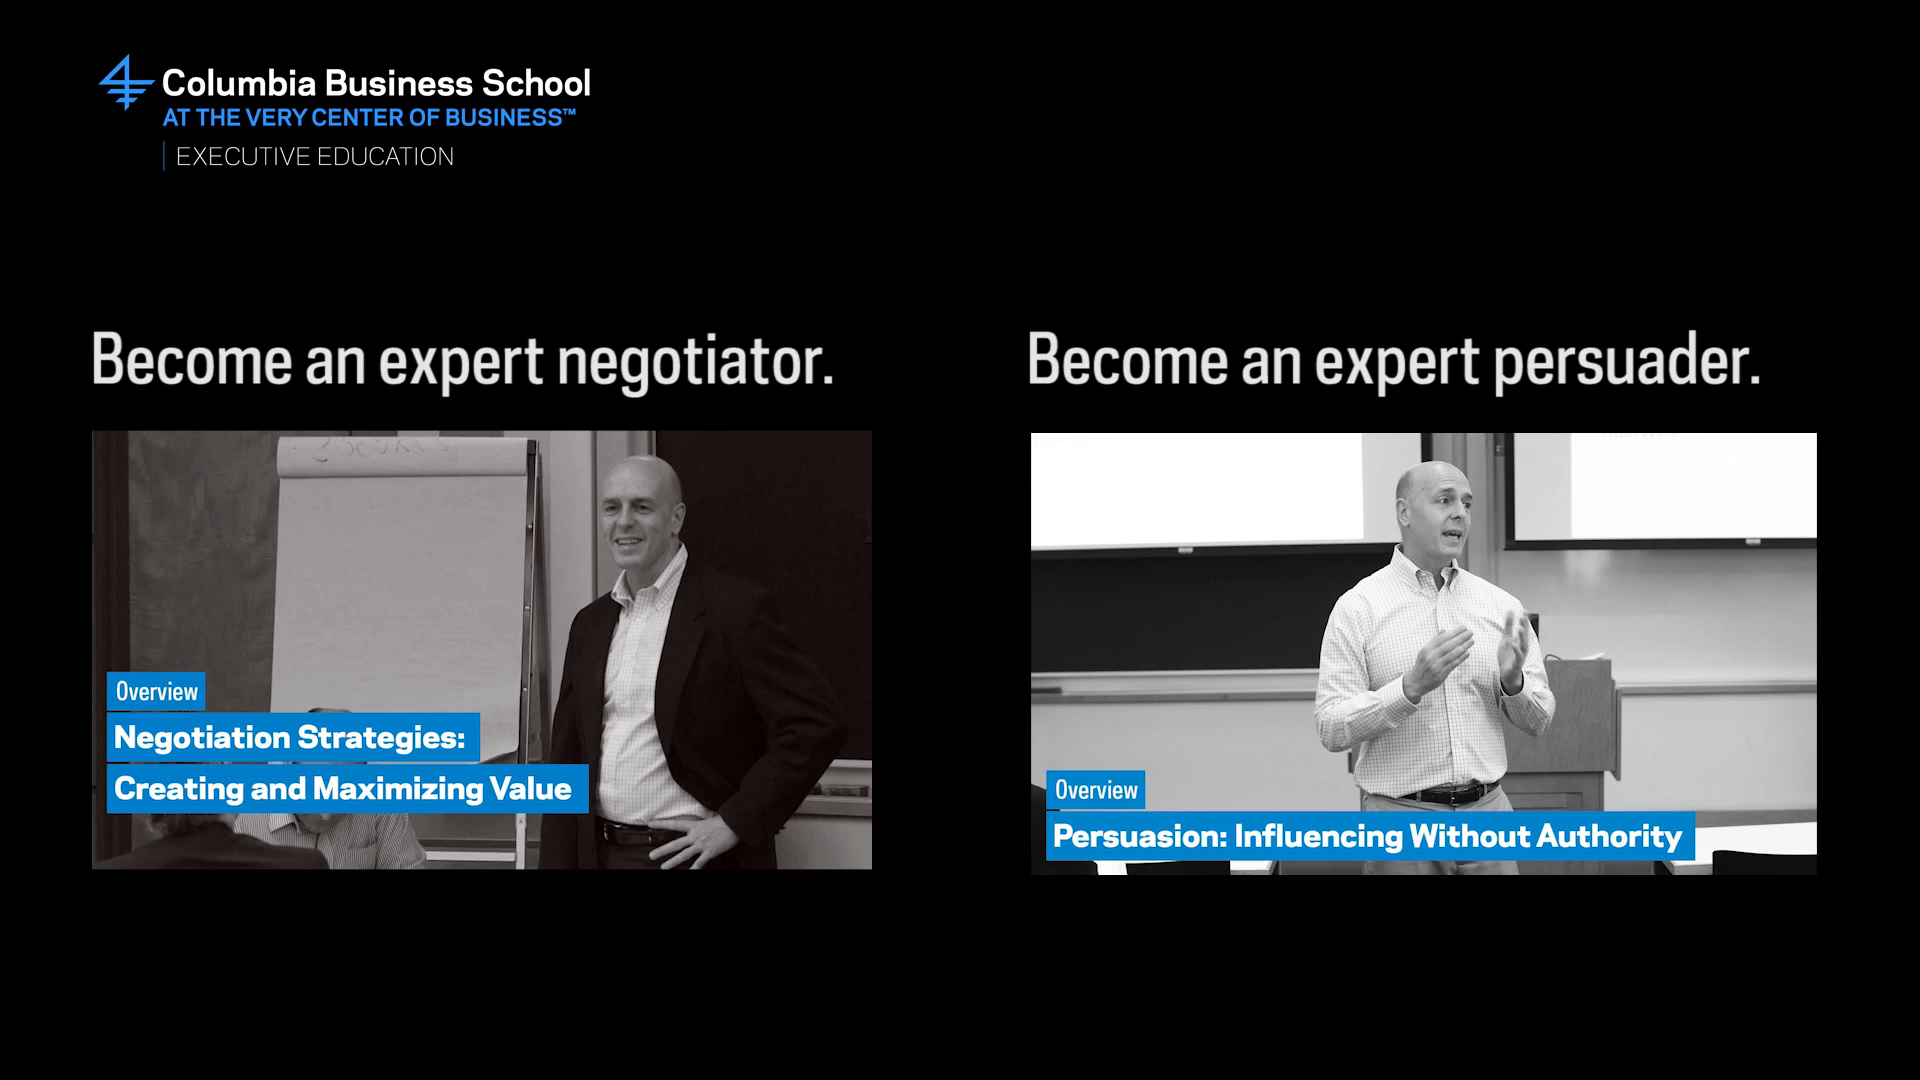 Columbia Business School
AT THE VERY CENTER OF BUSINESS™
EXECUTIVE EDUCATION
Become an expert negotiator.
Overview
Negotiation Strategies:
Creating and Maximizing Value
Become an expert persuader.
Overview
Persuasion: Influencing Without Authority